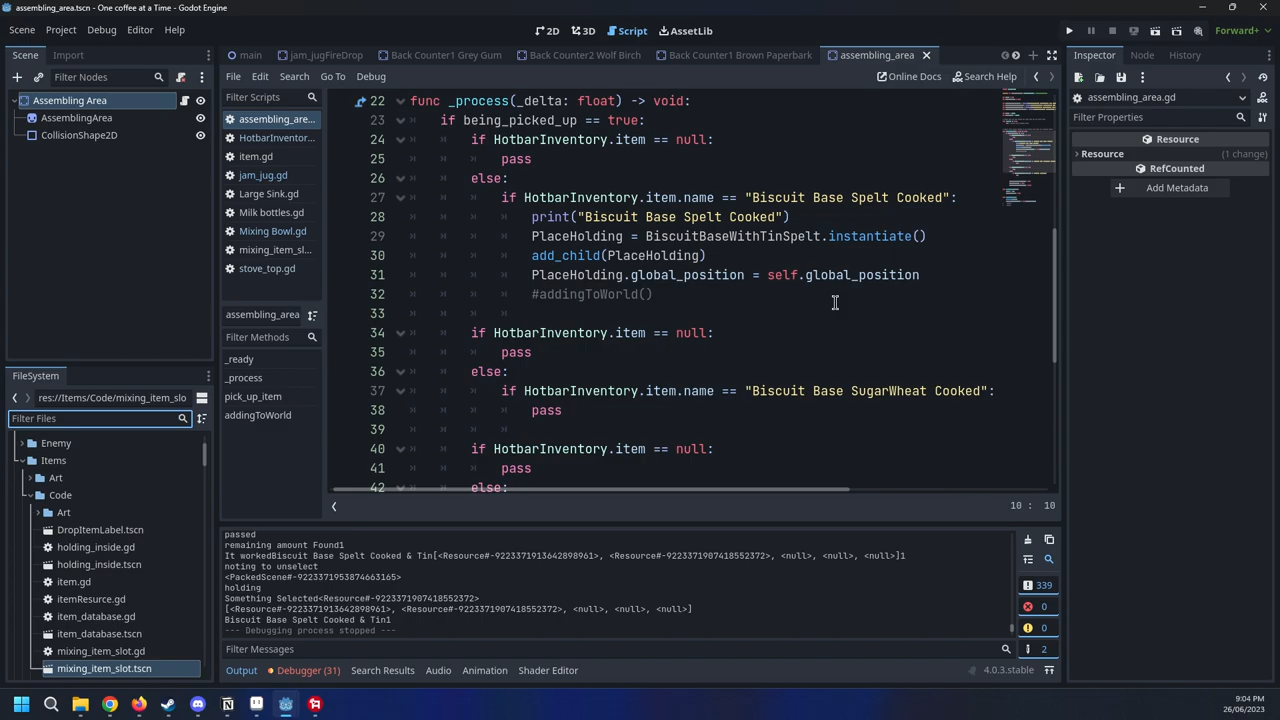 assembling_area.tscn - One coffee at a Time - Godot Engine
Scene Project Debug Editor Help
2D 3D Script AssetLib
Forward+
Scene Import
Filter Nodes
Assembling Area
AssemblingArea
CollisionShape2D
FileSystem
res://Items/Code/mixing_item_slo
Filter Files
Enemy
Items
Art
Code
Art
DropItemLabel.tscn
holding_inside.gd
holding_inside.tscn
item.gd
itemResurce.gd
item_database.gd
item_database.tscn
mixing_item_slot.gd
mixing_item_slot.tscn
main jam_jugFireDrop Back Counter1 Grey Gum Back Counter2 Wolf Birch Back Counter1 Brown Paperbark assembling_area
File Edit Search Go To Debug
Online Docs Search Help
Filter Scripts
assembling_ar...
HotbarInventor...
item.gd
jam_jug.gd
Large Sink.gd
Milk bottles.gd
Mixing Bowl.gd
mixing_item_sl...
stove_top.gd
assembling_area
Filter Methods
_ready
_process
pick_up_item
addingToWorld
22 func _process(_delta: float) -> void:
23 if being_picked_up == true:
24 if HotbarInventory.item == null:
25 pass
26 else:
27 if HotbarInventory.item.name == "Biscuit Base Spelt Cooked":
28 print("Biscuit Base Spelt Cooked")
29 PlaceHolding = BiscuitBaseWithTinSpelt.instantiate()
30 add_child(PlaceHolding)
31 PlaceHolding.global_position = self.global_position
32 #addingToWorld()
33
34 if HotbarInventory.item == null:
35 pass
36 else:
37 if HotbarInventory.item.name == "Biscuit Base SugarWheat Cooked":
38 pass
39
40 if HotbarInventory.item == null:
41 pass
42 else:
10 : 10
passed
remaining amount Found1
It workedBiscuit Base Spelt Cooked & Tin[<Resource#-9223371913642898961>, <Resource#-9223371907418552372>, <null>, <null>, <null>]1
noting to unselect
<PackedScene#-9223371953874663165>
holding
Something Selected<Resource#-9223371907418552372>
[<Resource#-9223371913642898961>, <Resource#-9223371907418552372>, <null>, <null>, <null>]
Biscuit Base Spelt Cooked & Tin1
--- Debugging process stopped ---
339
0
0
2
Filter Messages
Output Debugger (31) Search Results Audio Animation Shader Editor
4.0.3.stable
Inspector Node History
assembling_area.gd
Filter Properties
Resource
Resource (1 change)
RefCounted
Add Metadata
9:04 PM
26/06/2023